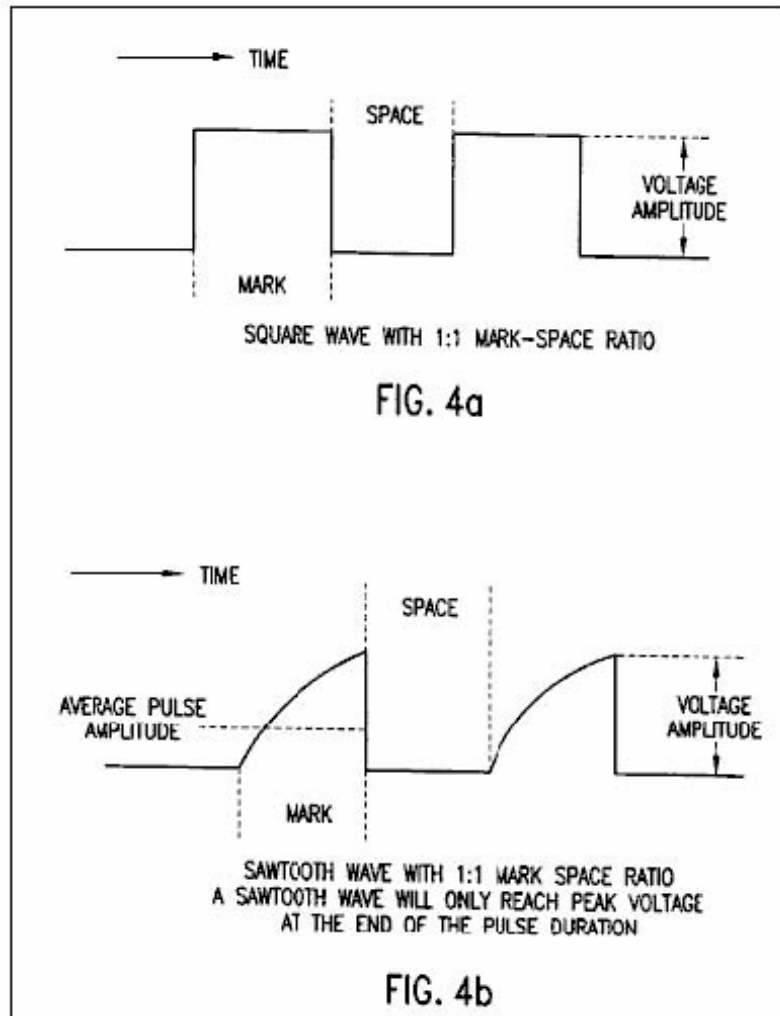 TIME
SPACE
VOLTAGE
AMPLITUDE
MARK
SQUARE WAVE WITH 1:1 MARK-SPACE RATIO
FIG. 4a
TIME
SPACE
AVERAGE PULSE
AMPLITUDE
VOLTAGE
AMPLITUDE
MARK
SAWTOOTH WAVE WITH 1:1 MARK SPACE RATIO
A SAWTOOTH WAVE WILL ONLY REACH PEAK VOLTAGE
AT THE END OF THE PULSE DURATION
FIG. 4b